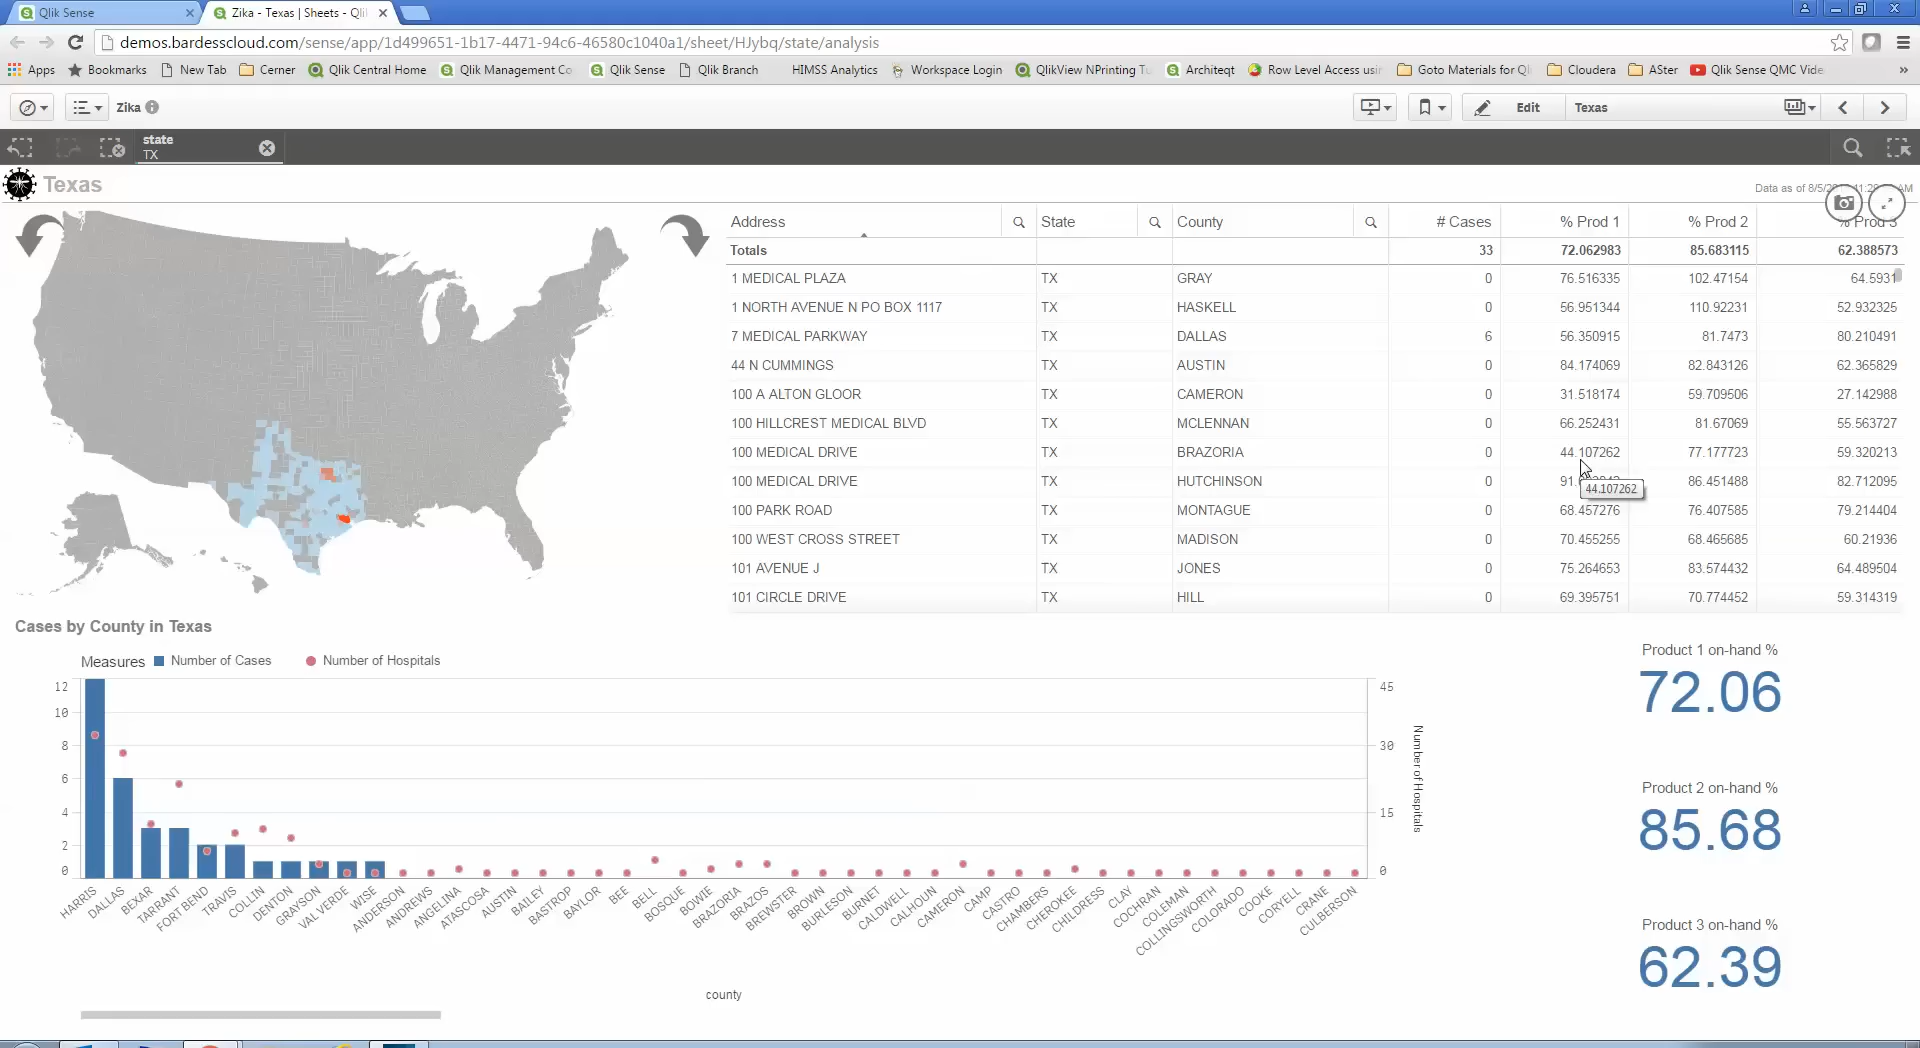 Qlik Sense
Zika - Texas | Sheets - Qli
demos.bardesscloud.com/sense/app/1d499651-1b17-4471-94c6-46580c1040a1/sheet/HJybq/state/analysis
Apps Bookmarks New Tab Cerner Qlik Central Home Qlik Management Co Qlik Sense Qlik Branch HIMSS Analytics Workspace Login QlikView NPrinting Tu Architeqt Row Level Access usin Goto Materials for Ql Cloudera ASter Qlik Sense QMC Vide »
Zika Edit Texas
state
TX
Texas
Data as of
Address State County # Cases % Prod 1 % Prod 2 % Prod 3
Totals 33 72.062983 85.683115 62.388573
1 MEDICAL PLAZA TX GRAY 0 76.516335 102.47154 64.5931
1 NORTH AVENUE N PO BOX 1117 TX HASKELL 0 56.951344 110.92231 52.932325
7 MEDICAL PARKWAY TX DALLAS 6 56.350915 81.7473 80.210491
44 N CUMMINGS TX AUSTIN 0 84.174069 82.843126 62.365829
100 A ALTON GLOOR TX CAMERON 0 31.518174 59.709506 27.142988
100 HILLCREST MEDICAL BLVD TX MCLENNAN 0 66.252431 81.67069 55.563727
100 MEDICAL DRIVE TX BRAZORIA 0 44.107262 77.177723 59.320213
100 MEDICAL DRIVE TX HUTCHINSON 0 86.451488 82.712095
44.107262
100 PARK ROAD TX MONTAGUE 0 68.457276 76.407585 79.214404
100 WEST CROSS STREET TX MADISON 0 70.455255 68.465685 60.21936
101 AVENUE J TX JONES 0 75.264653 83.574432 64.489504
101 CIRCLE DRIVE TX HILL 0 69.395751 70.774452 59.314319
Cases by County in Texas
Measures Number of Cases Number of Hospitals
12
10
8
6
4
2
0
45
30
15
0
Number of Hospitals
HARRIS
DALLAS
BEXAR
TARRANT
FORT BEND
TRAVIS
COLLIN
DENTON
GRAYSON
VAL VERDE
WISE
ANDERSON
ANDREWS
ANGELINA
ATASCOSA
AUSTIN
BAILEY
BASTROP
BAYLOR
BEE
BELL
BOSQUE
BOWIE
BRAZORIA
BRAZOS
BREWSTER
BROWN
BURLESON
BURNET
CALDWELL
CALHOUN
CAMERON
CAMP
CASTRO
CHAMBERS
CHEROKEE
CHILDRESS
CLAY
COCHRAN
COLEMAN
COLLINGSWORTH
COLORADO
COOKE
CORYELL
CRANE
CULBERSON
county
Product 1 on-hand %
72.06
Product 2 on-hand %
85.68
Product 3 on-hand %
62.39